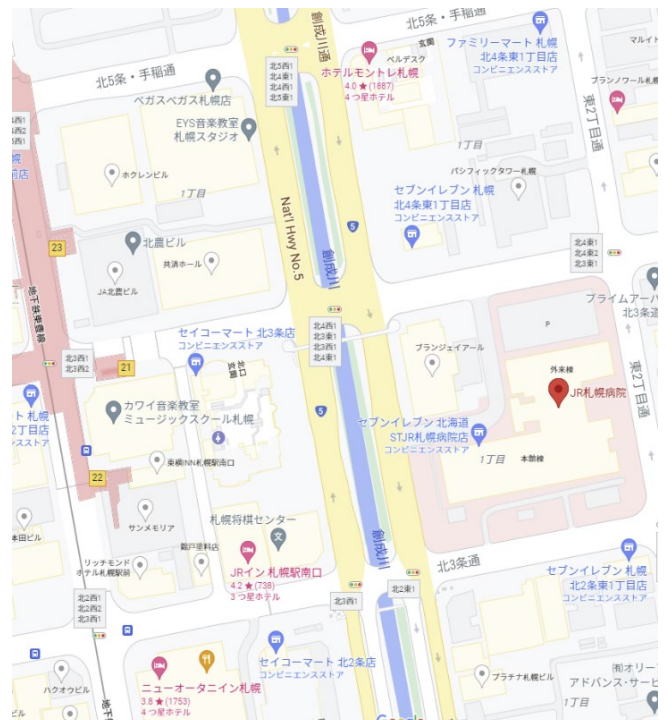 北5条・手稲通
創成川通
北5条・手稲通
北5西1
北4東1
北4西1
北5東1
ペガスペガス札幌店
EYS音楽教室
札幌スタジオ
ホクレンビル
1丁目
玄関
ベルデスク
ホテルモントレ札幌
4.0 ★ (1887)
4 つ星ホテル
ファミリーマート 札幌
北4条東1丁目店
コンビニエンスストア
ブランノワール札幌
東2丁目通
1丁目
パシフィックタワー札幌
セブンイレブン 札幌
北4条東1丁目店
コンビニエンスストア
Nat'l Hwy No.5
5
創成川
北農ビル
共済ホール
JA北農ビル
23
地下鉄東豊線
北4東1
北4東2
北3東1
北4西1
北3東1
北3西1
北4東1
セイコーマート 北3条店
コンビニエンスストア
北3西1
北3西2
21
北口
玄関
カワイ音楽教室
ミュージックスクール札幌
ブランジェイアール
P
外来棟
JR札幌病院
東2丁目通
5
セブンイレブン 北海道
STJR札幌病院店
コンビニエンスストア
1丁目
本館棟
東横INN札幌駅南口
22
サンメモリア
札幌将棋センター
リッチモンド
ホテル札幌駅前
JRイン 札幌駅南口
4.2 ★ (738)
3 つ星ホテル
創成川
北3条通
北3西1
北2東1
北2西1
北2西2
北3西1
セブンイレブン 札幌
北2条東1丁目店
コンビニエンスストア
セイコーマート 北2条店
コンビニエンスストア
ニューオータニイン札幌
3.8 ★ (1753)
4 つ星ホテル
ハクオウビル
プラチナ札幌ビル
1丁目
アドバンス・サービ